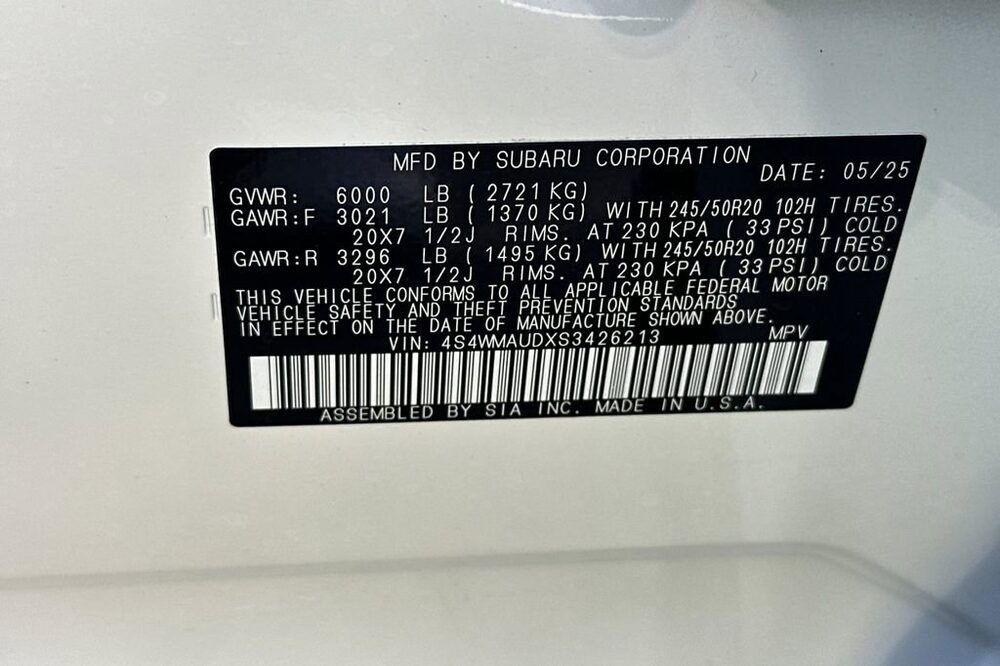 MFD BY SUBARU CORPORATION
DATE: 05/25
GVWR: 6000 LB ( 2721 KG)
GAWR:F 3021 LB ( 1370 KG) WITH 245/50R20 102H TIRES.
20X7 1/2J RIMS. AT 230 KPA ( 33 PSI) COLD
GAWR:R 3296 LB ( 1495 KG) WITH 245/50R20 102H TIRES.
20X7 1/2J RIMS. AT 230 KPA ( 33 PSI) COLD
THIS VEHICLE CONFORMS TO ALL APPLICABLE FEDERAL MOTOR
VEHICLE SAFETY AND THEFT PREVENTION STANDARDS
IN EFFECT ON THE DATE OF MANUFACTURE SHOWN ABOVE.
VIN: 4S4WMAUDXS3426213 MPV
ASSEMBLED BY SIA INC. MADE IN U.S.A.